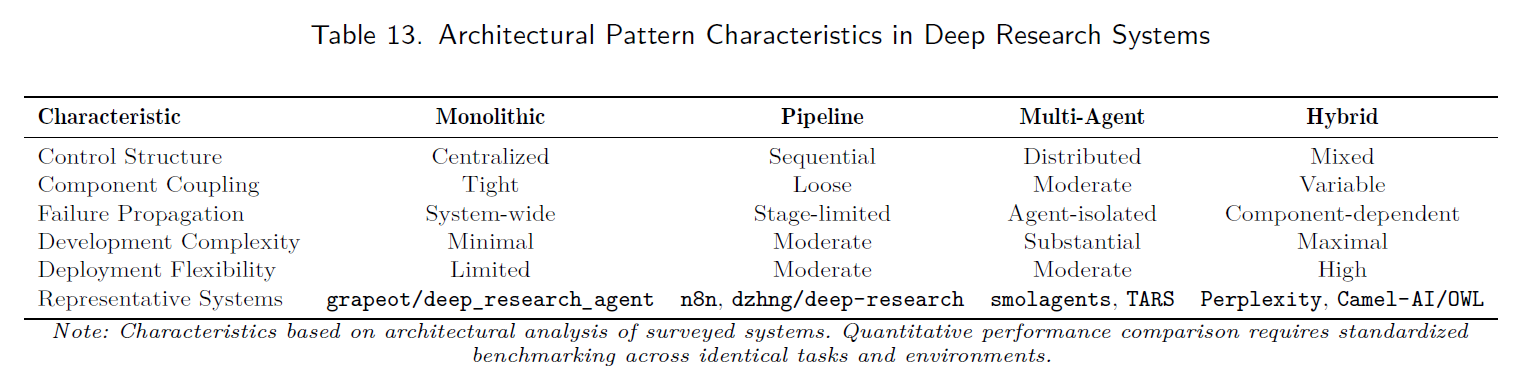 Table 13. Architectural Pattern Characteristics in Deep Research Systems
Characteristic Monolithic Pipeline Multi-Agent Hybrid
Control Structure Centralized Sequential Distributed Mixed
Component Coupling Tight Loose Moderate Variable
Failure Propagation System-wide Stage-limited Agent-isolated Component-dependent
Development Complexity Minimal Moderate Substantial Maximal
Deployment Flexibility Limited Moderate Moderate High
Representative Systems grapeot/deep_research_agent n8n, dzhng/deep-research smolagents, TARS Perplexity, Camel-AI/OWL
Note: Characteristics based on architectural analysis of surveyed systems. Quantitative performance comparison requires standardized
benchmarking across identical tasks and environments.